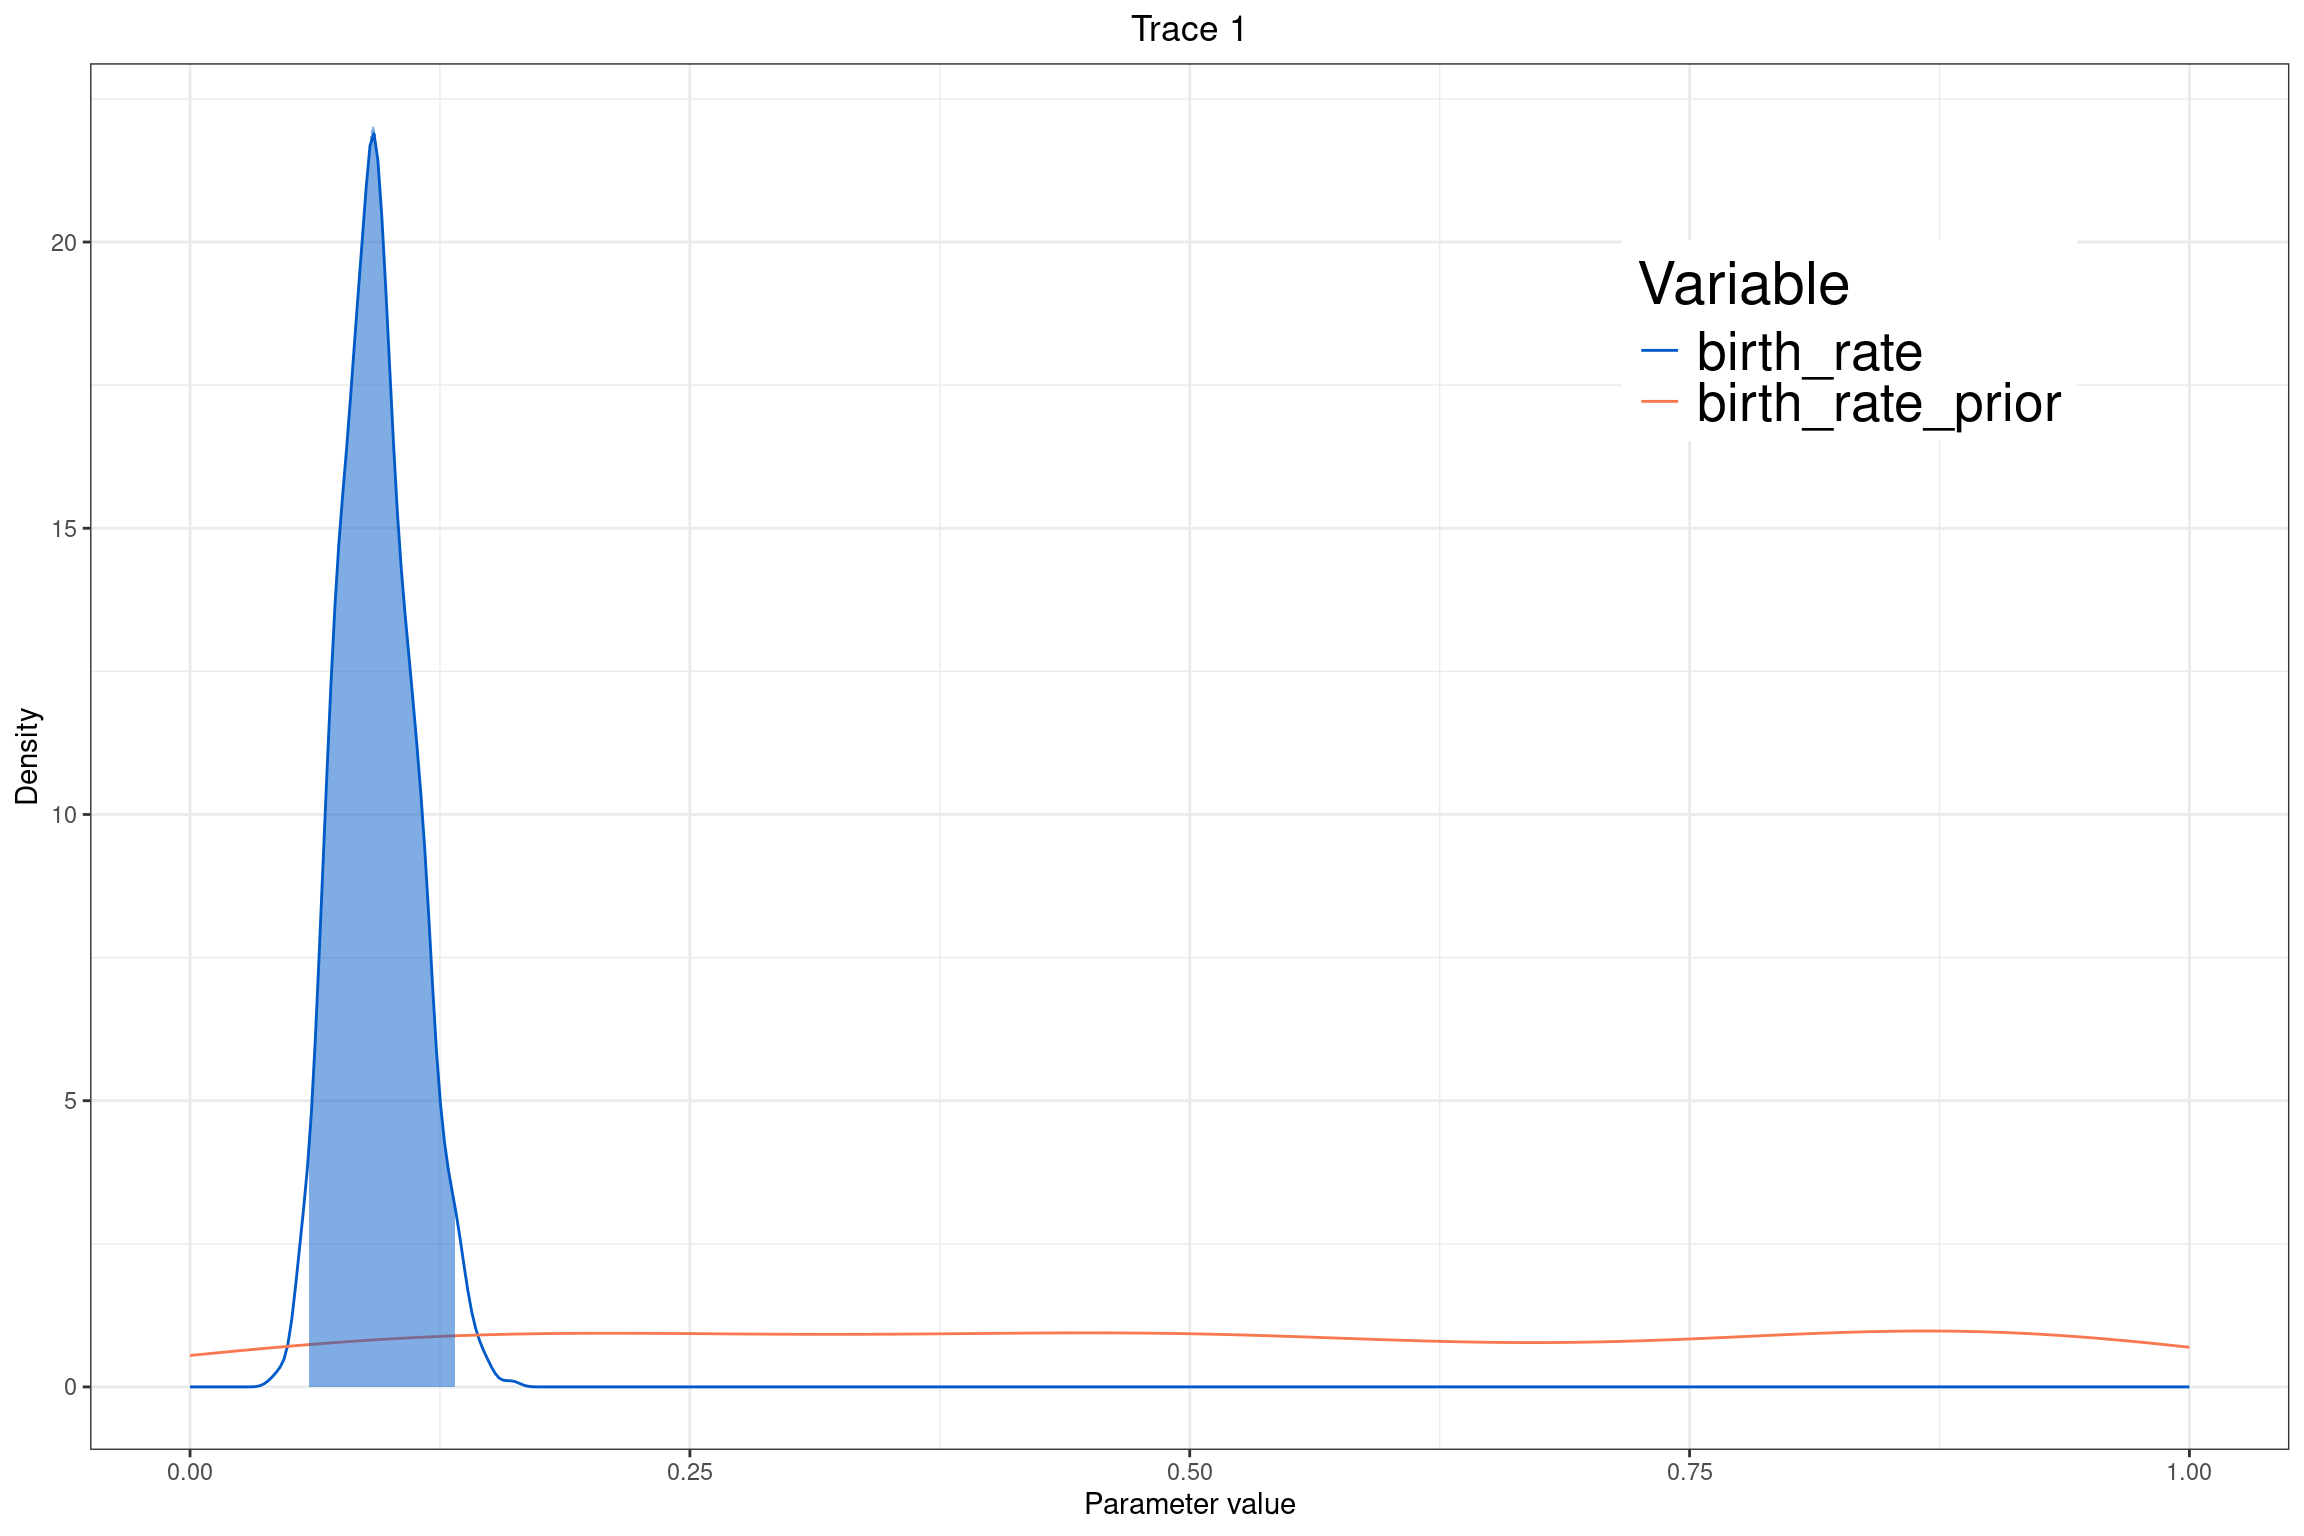 Trace 1
Variable
birth_rate
birth_rate_prior
Density
20
15
10
5
0
0.00 0.25 0.50 0.75 1.00
Parameter value